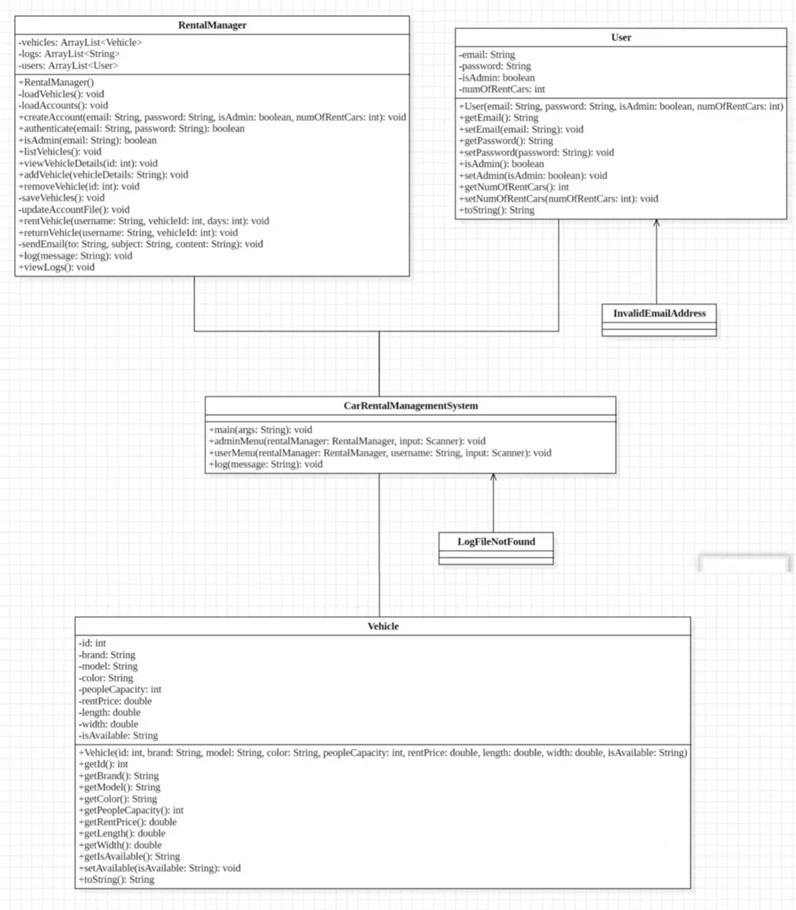 RentalManager
-vehicles: ArrayList<Vehicle>
-logs: ArrayList<String>
-users: ArrayList<User>
+RentalManager()
-loadVehicles(): void
-loadAccounts(): void
+createAccount(email: String, password: String, isAdmin: boolean, numOfRentCars: int): void
+authenticate(email: String, password: String): boolean
+isAdmin(email: String): boolean
+listVehicles(): void
+viewVehicleDetails(id: int): void
+addVehicle(vehicleDetails: String): void
+removeVehicle(id: int): void
-saveVehicles(): void
-updateAccountFile(): void
+rentVehicle(username: String, vehicleId: int, days: int): void
+returnVehicle(username: String, vehicleId: int): void
-sendEmail(to: String, subject: String, content: String): void
+log(message: String): void
+viewLogs(): void
User
-email: String
-password: String
-isAdmin: boolean
-numOfRentCars: int
+User(email: String, password: String, isAdmin: boolean, numOfRentCars: int)
+getEmail(): String
+setEmail(email: String): void
+getPassword(): String
+setPassword(password: String): void
+isAdmin(): boolean
+setAdmin(isAdmin: boolean): void
+getNumOfRentCars(): int
+setNumOfRentCars(numOfRentCars: int): void
+toString(): String
InvalidEmailAddress
CarRentalManagementSystem
+main(args: String): void
+adminMenu(rentalManager: RentalManager, input: Scanner): void
+userMenu(rentalManager: RentalManager, username: String, input: Scanner): void
+log(message: String): void
LogFileNotFound
Vehicle
-id: int
-brand: String
-model: String
-color: String
-peopleCapacity: int
-rentPrice: double
-length: double
-width: double
-isAvailable: String
+Vehicle(id: int, brand: String, model: String, color: String, peopleCapacity: int, rentPrice: double, length: double, width: double, isAvailable: String)
+getId(): int
+getBrand(): String
+getModel(): String
+getColor(): String
+getPeopleCapacity(): int
+getRentPrice(): double
+getLength(): double
+getWidth(): double
+getIsAvailable(): String
+setAvailable(isAvailable: String): void
+toString(): String